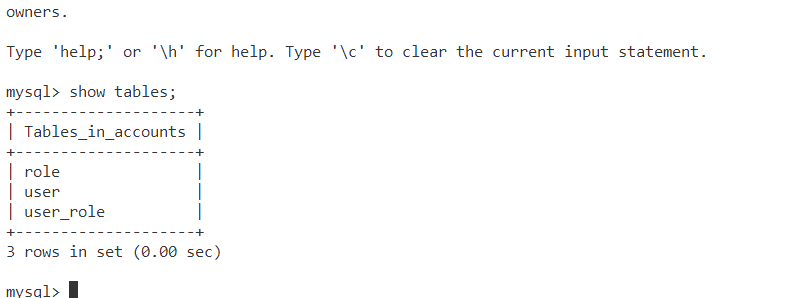 owners.
Type 'help;' or '\h' for help. Type '\c' to clear the current input statement.
mysql> show tables;
+--------------------+
| Tables_in_accounts |
+--------------------+
| role               |
| user               |
| user_role          |
+--------------------+
3 rows in set (0.00 sec)
mysql>